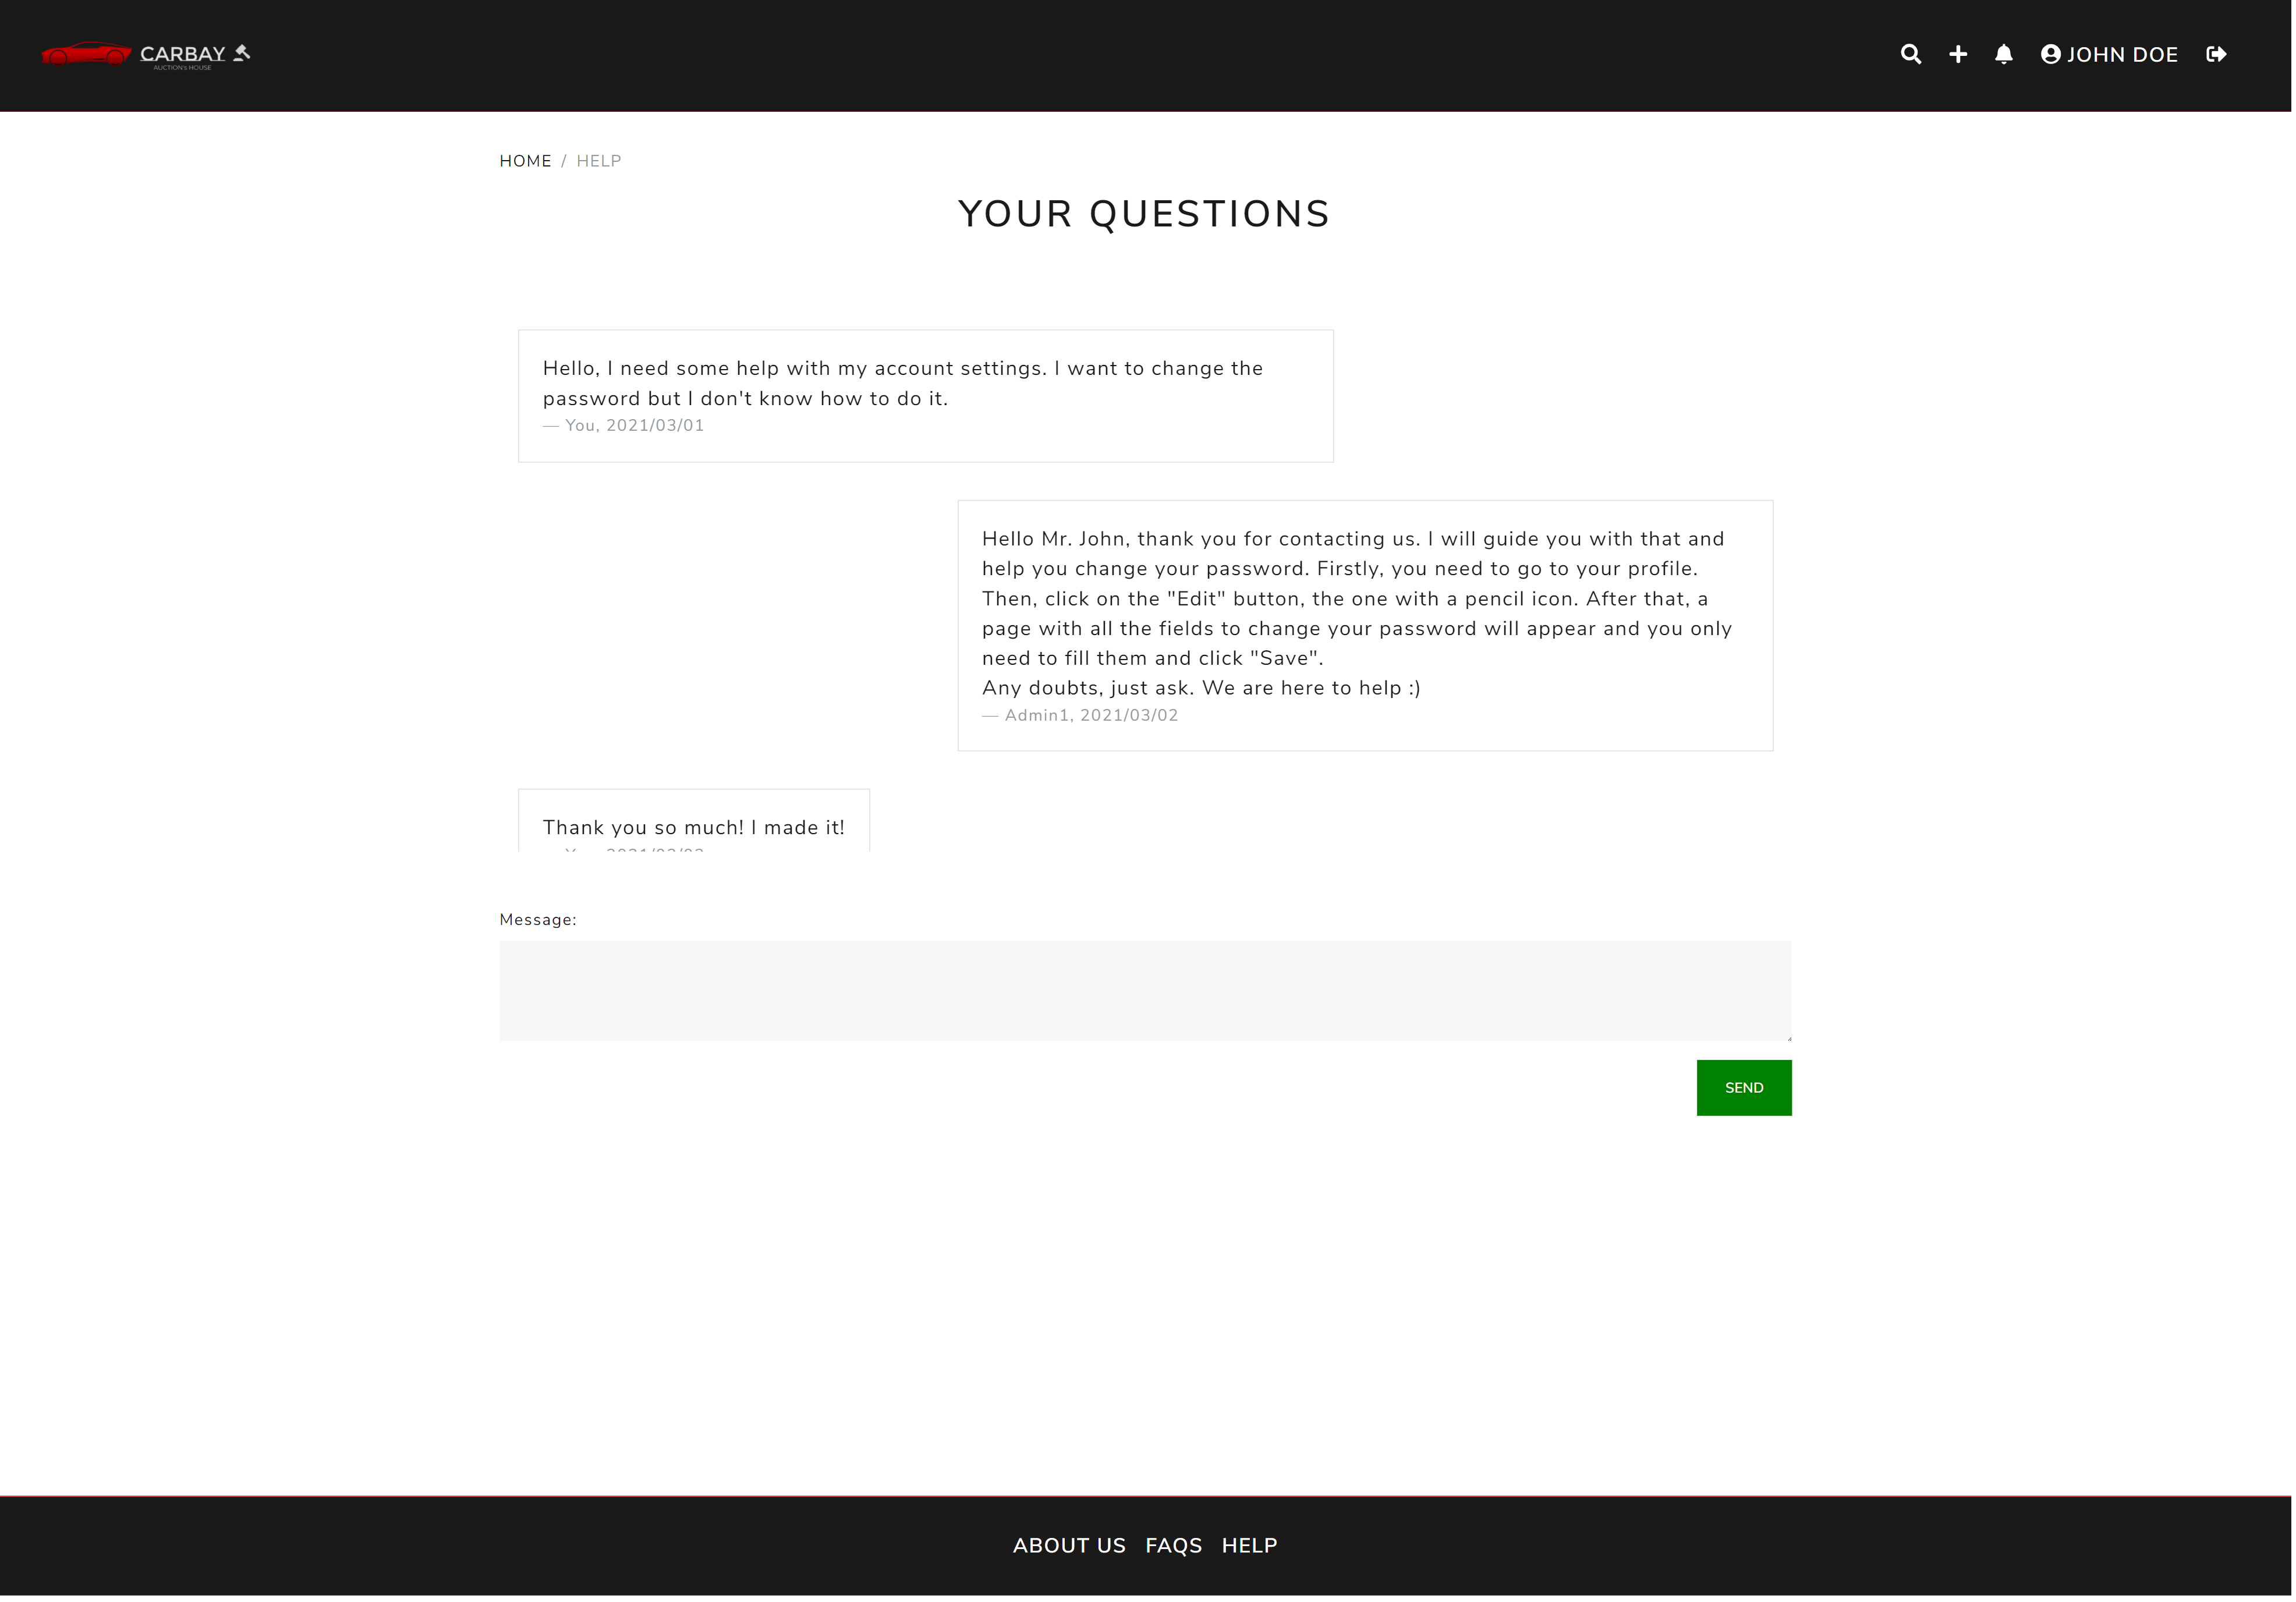 CARBAY
AUCTION's HOUSE
JOHN DOE
HOME / HELP
YOUR QUESTIONS
Hello, I need some help with my account settings. I want to change the
password but I don't know how to do it.
— You, 2021/03/01
Hello Mr. John, thank you for contacting us. I will guide you with that and
help you change your password. Firstly, you need to go to your profile.
Then, click on the "Edit" button, the one with a pencil icon. After that, a
page with all the fields to change your password will appear and you only
need to fill them and click "Save".
Any doubts, just ask. We are here to help :)
— Admin1, 2021/03/02
Thank you so much! I made it!
Message:
SEND
ABOUT US FAQS HELP